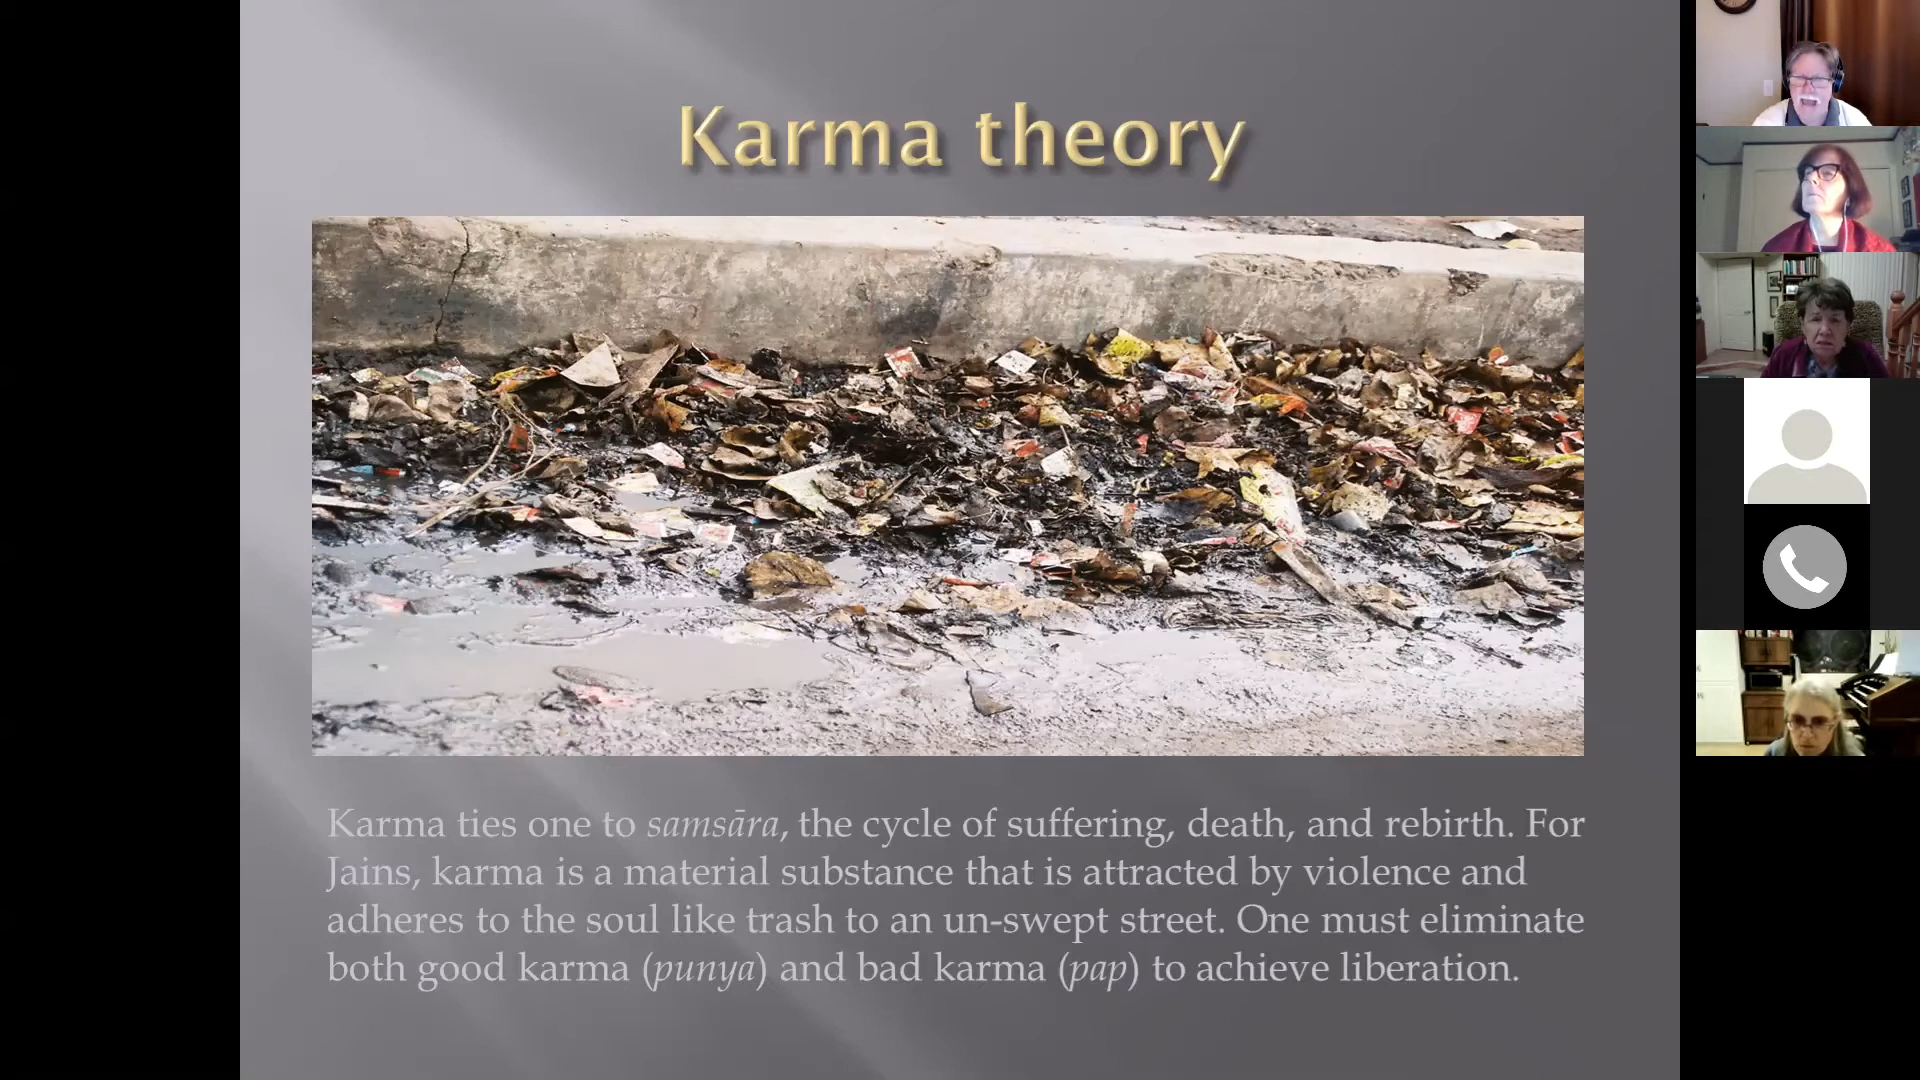 Karma theory
Karma ties one to samsāra, the cycle of suffering, death, and rebirth. For
Jains, karma is a material substance that is attracted by violence and
adheres to the soul like trash to an un-swept street. One must eliminate
both good karma (punya) and bad karma (pap) to achieve liberation.